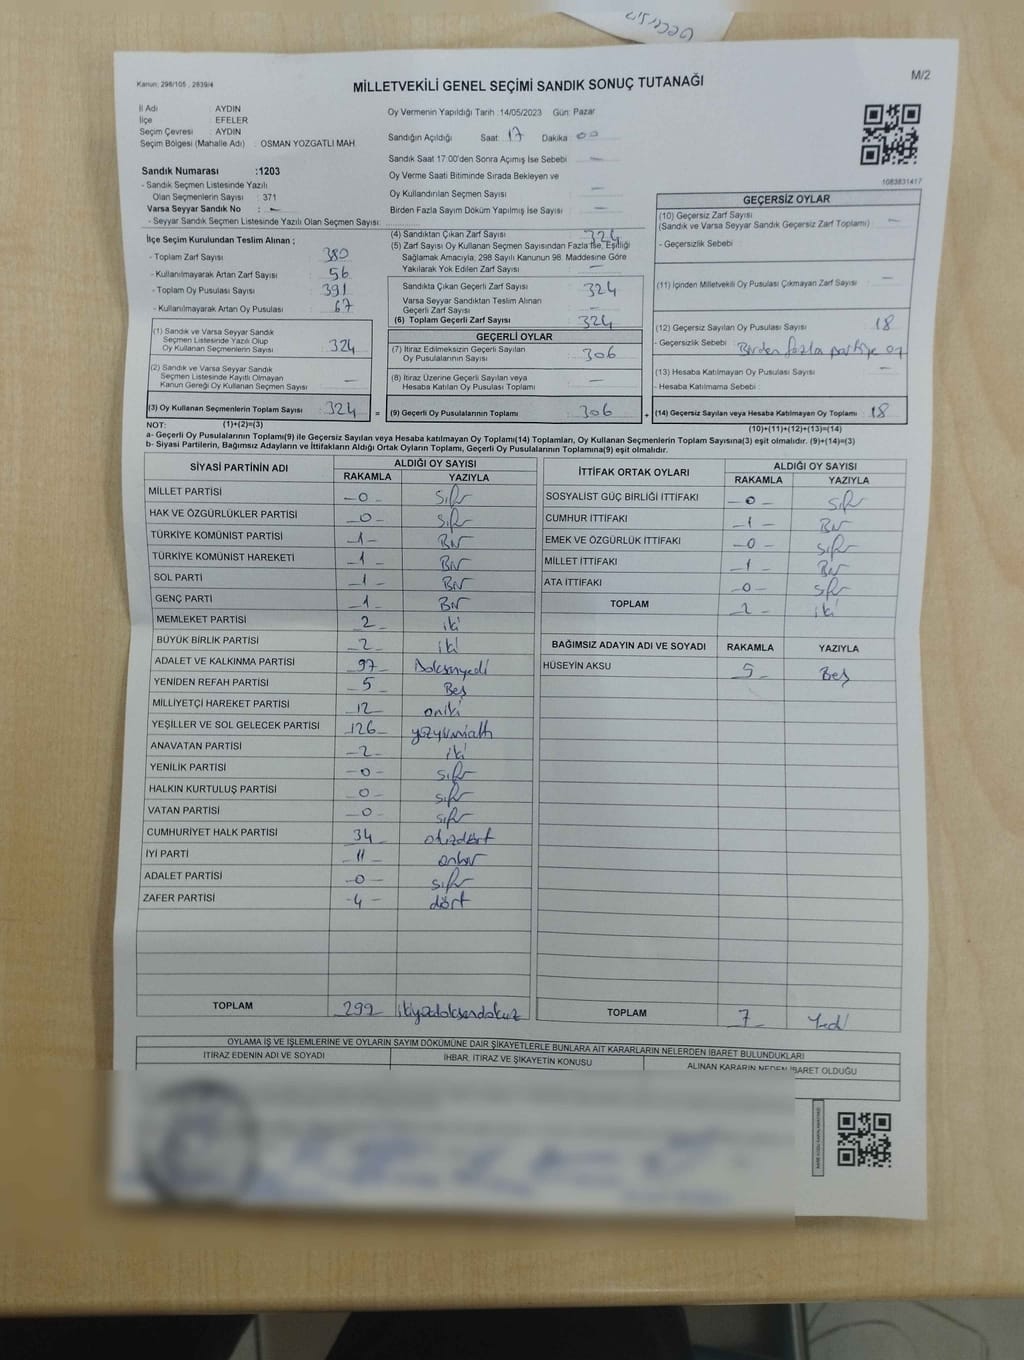 Geçersiz
Kanun: 298/105 , 2839/4
MİLLETVEKİLİ GENEL SEÇİMİ SANDIK SONUÇ TUTANAĞI
M/2
İl Adı : AYDIN
İlçe : EFELER
Seçim Çevresi : AYDIN
Seçim Bölgesi (Mahalle Adı) : OSMAN YOZGATLI MAH.
Oy Vermenin Yapıldığı Tarih :14/05/2023 Gün: Pazar
Sandığın Açıldığı Saat: 17 Dakika : 00
Sandık Saat 17:00'den Sonra Açımış İse Sebebi —
Oy Verme Saati Bitiminde Sırada Bekleyen ve
Oy Kullandırılan Seçmen Sayısı —
Birden Fazla Sayım Döküm Yapılmış İse Sayısı —
Sandık Numarası :1203
- Sandık Seçmen Listesinde Yazılı
Olan Seçmenlerin Sayısı : 371
Varsa Seyyar Sandık No : —
- Seyyar Sandık Seçmen Listesinde Yazılı Olan Seçmen Sayısı:
1083831417
İlçe Seçim Kurulundan Teslim Alınan ;
- Toplam Zarf Sayısı : 380
- Kullanılmayarak Artan Zarf Sayısı : 56
- Toplam Oy Pusulası Sayısı : 391
- Kullanılmayarak Artan Oy Pusulası : 67
(4) Sandıktan Çıkan Zarf Sayısı : 324
(5) Zarf Sayısı Oy Kullanan Seçmen Sayısından Fazla İse, Eşitliği
Sağlamak Amacıyla, 298 Sayılı Kanunun 98. Maddesine Göre
Yakılarak Yok Edilen Zarf Sayısı : —
Sandıkta Çıkan Geçerli Zarf Sayısı : 324
Varsa Seyyar Sandıktan Teslim Alınan
Geçerli Zarf Sayısı : —
(6) Toplam Geçerli Zarf Sayısı : 324
GEÇERSİZ OYLAR
(10) Geçersiz Zarf Sayısı
(Sandık ve Varsa Seyyar Sandık Geçersiz Zarf Toplamı) : —
- Geçersizlik Sebebi :
(11) İçinden Milletvekili Oy Pusulası Çıkmayan Zarf Sayısı : —
(12) Geçersiz Sayılan Oy Pusulası Sayısı : 18
- Geçersizlik Sebebi : Birden fazla partiye oy
(13) Hesaba Katılmayan Oy Pusulası Sayısı : —
- Hesaba Katılmama Sebebi :
(14) Geçersiz Sayılan veya Hesaba Katılmayan Oy Toplamı : 18
(1) Sandık ve Varsa Seyyar Sandık
Seçmen Listesinde Yazılı Olup
Oy Kullanan Seçmenlerin Sayısı : 324
(2) Sandık ve Varsa Seyyar Sandık
Seçmen Listesinde Kayıtlı Olmayan
Kanun Gereği Oy Kullanan Seçmen Sayısı : —
(3) Oy Kullanan Seçmenlerin Toplam Sayısı : 324 =
GEÇERLİ OYLAR
(7) İtiraz Edilmeksizin Geçerli Sayılan
Oy Pusulalarının Sayısı : 306
(8) İtiraz Üzerine Geçerli Sayılan veya
Hesaba Katılan Oy Pusulası Toplamı : —
(9) Geçerli Oy Pusulalarının Toplamı : 306 +
NOT: (1)+(2)=(3) (10)+(11)+(12)+(13)=(14)
a- Geçerli Oy Pusulalarının Toplamı(9) ile Geçersiz Sayılan veya Hesaba katılmayan Oy Toplamı(14) Toplamları, Oy Kullanan Seçmenlerin Toplam Sayısına(3) eşit olmalıdır. (9)+(14)=(3)
b- Siyasi Partilerin, Bağımsız Adayların ve İttifakların Aldığı Ortak Oyların Toplamı, Geçerli Oy Pusulalarının Toplamına(9) eşit olmalıdır.
SİYASİ PARTİNİN ADI ALDIĞI OY SAYISI
RAKAMLA YAZIYLA
MİLLET PARTİSİ —0— sıfır
HAK VE ÖZGÜRLÜKLER PARTİSİ —0— sıfır
TÜRKİYE KOMÜNİST PARTİSİ —1— Bir
TÜRKİYE KOMÜNİST HAREKETİ —1— Bir
SOL PARTİ —1— Bir
GENÇ PARTİ —1— Bir
MEMLEKET PARTİSİ —2— iki
BÜYÜK BİRLİK PARTİSİ —2— iki
ADALET VE KALKINMA PARTİSİ —97— Doksanyedi
YENİDEN REFAH PARTİSİ —5— Beş
MİLLİYETÇİ HAREKET PARTİSİ —12— oniki
YEŞİLLER VE SOL GELECEK PARTİSİ —126— yüzyirmialtı
ANAVATAN PARTİSİ —2— iki
YENİLİK PARTİSİ —0— sıfır
HALKIN KURTULUŞ PARTİSİ —0— sıfır
VATAN PARTİSİ —0— sıfır
CUMHURİYET HALK PARTİSİ 34 otuzdört
İYİ PARTİ —11— onbir
ADALET PARTİSİ —0— sıfır
ZAFER PARTİSİ —4— dört
TOPLAM 299 ikiyüzdoksandokuz
İTTİFAK ORTAK OYLARI ALDIĞI OY SAYISI
RAKAMLA YAZIYLA
SOSYALİST GÜÇ BİRLİĞİ İTTİFAKI —0— sıfır
CUMHUR İTTİFAKI —1— Bir
EMEK VE ÖZGÜRLÜK İTTİFAKI —0— sıfır
MİLLET İTTİFAKI —1— Bir
ATA İTTİFAKI —0— sıfır
TOPLAM —2— iki
BAĞIMSIZ ADAYIN ADI VE SOYADI RAKAMLA YAZIYLA
HÜSEYİN AKSU —5— Beş
TOPLAM —7— Yedi
OYLAMA İŞ VE İŞLEMLERİNE VE OYLARIN SAYIM DÖKÜMÜNE DAİR ŞİKAYETLERLE BUNLARA AİT KARARLARIN NELERDEN İBARET BULUNDUKLARI
İTİRAZ EDENİN ADI VE SOYADI İHBAR, İTİRAZ VE ŞİKAYETİN KONUSU ALINAN KARARIN NEDEN İBARET OLDUĞU